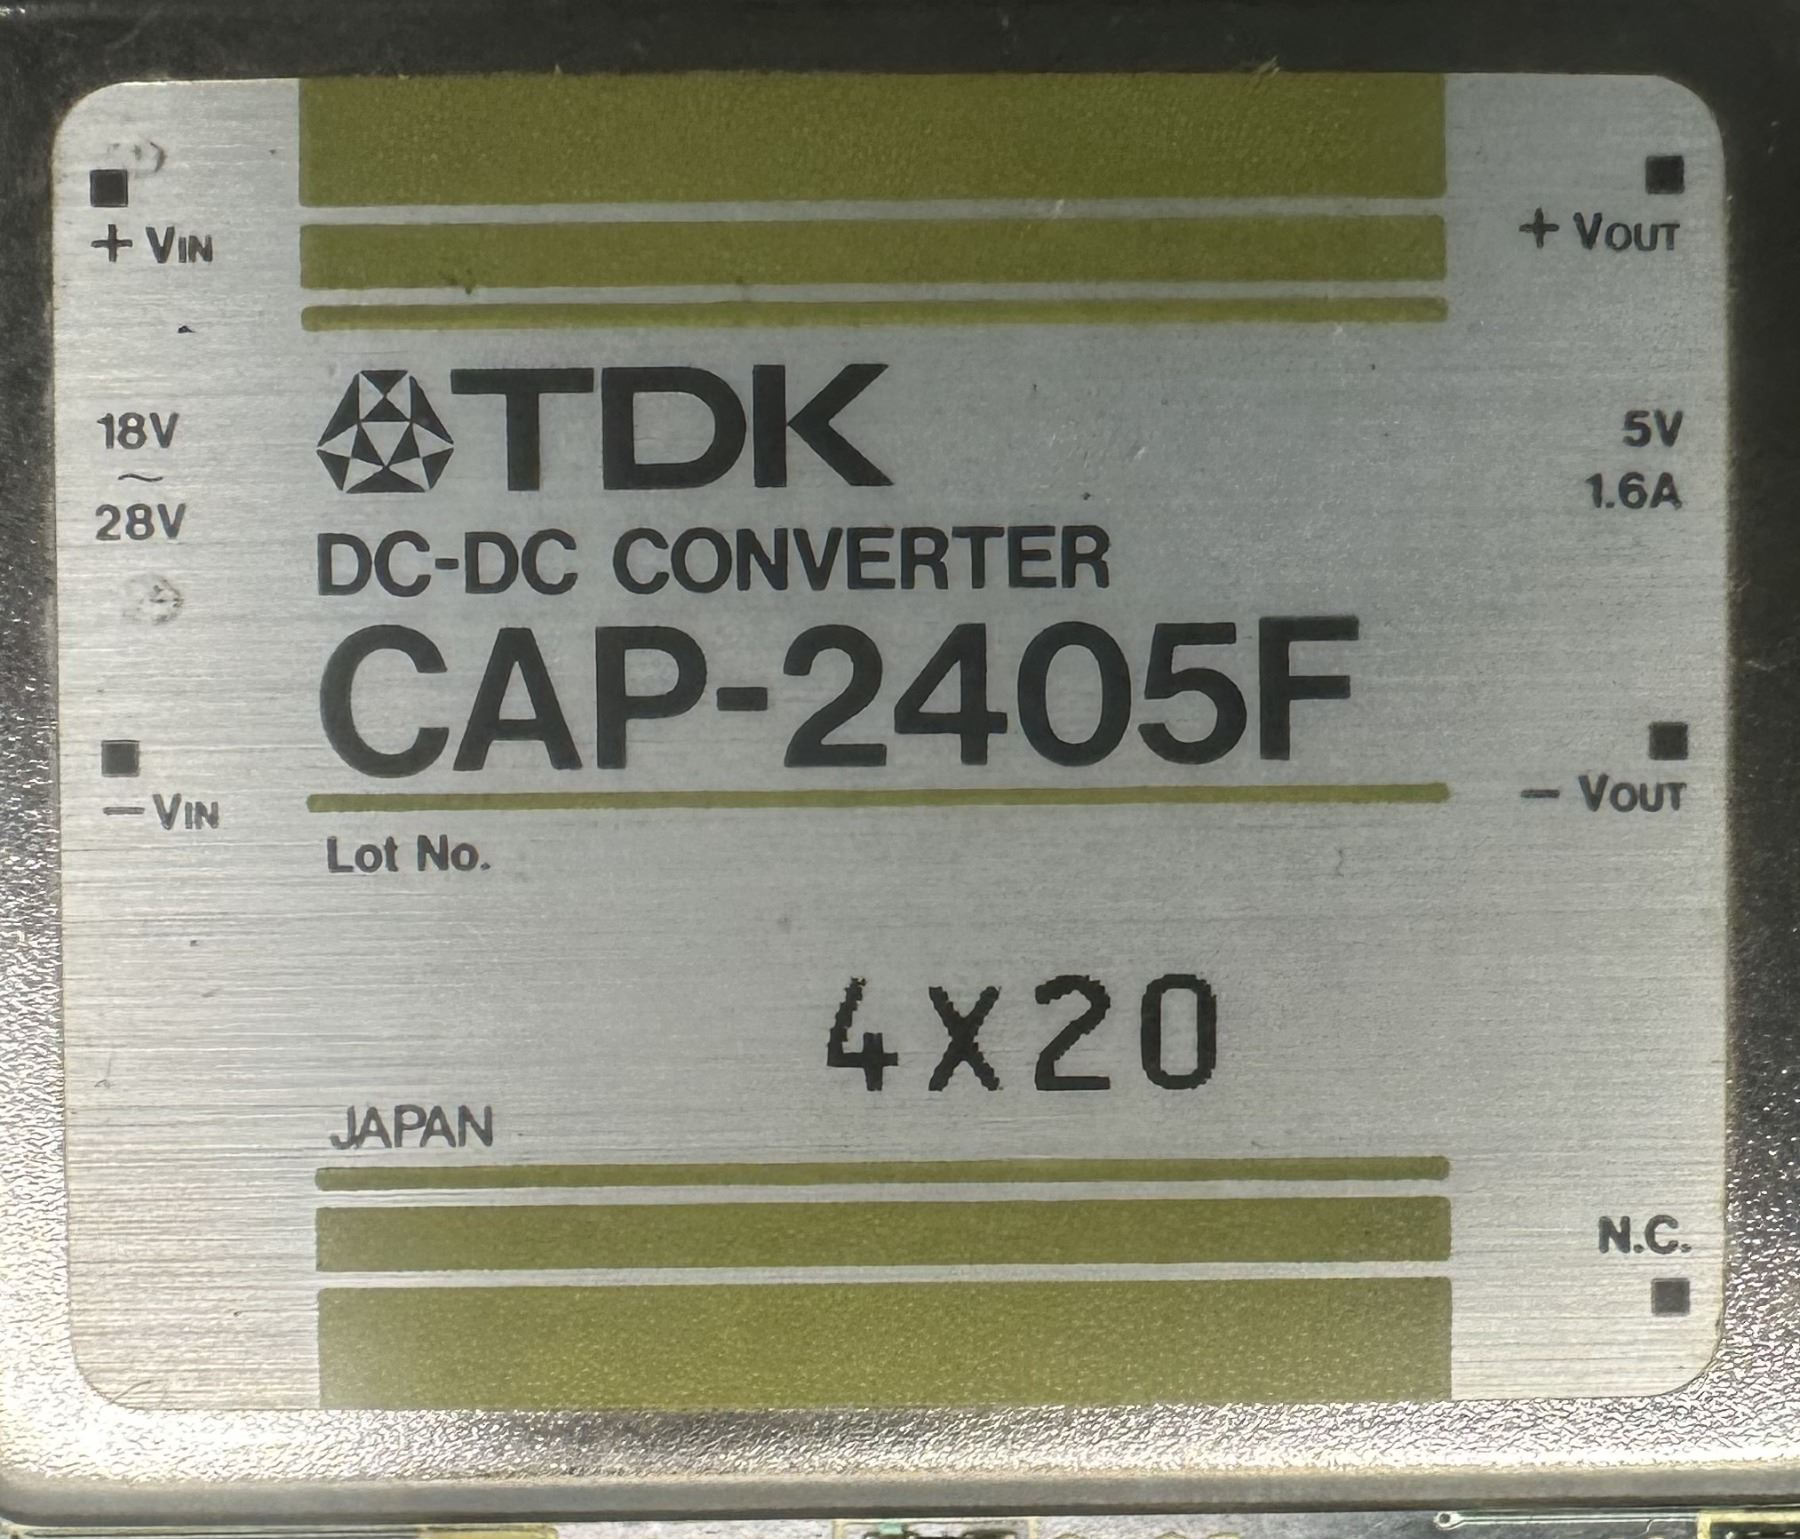 + VIN
+ VOUT
TDK
18V
~
28V
5V
1.6A
DC-DC CONVERTER
CAP-2405F
− VIN
− VOUT
Lot No.
4X20
JAPAN
N.C.